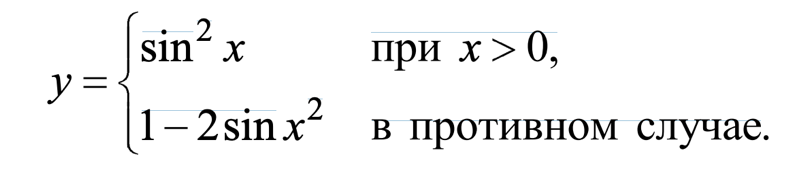 y = { sin² x при x > 0,
1 − 2 sin x² в противном случае.